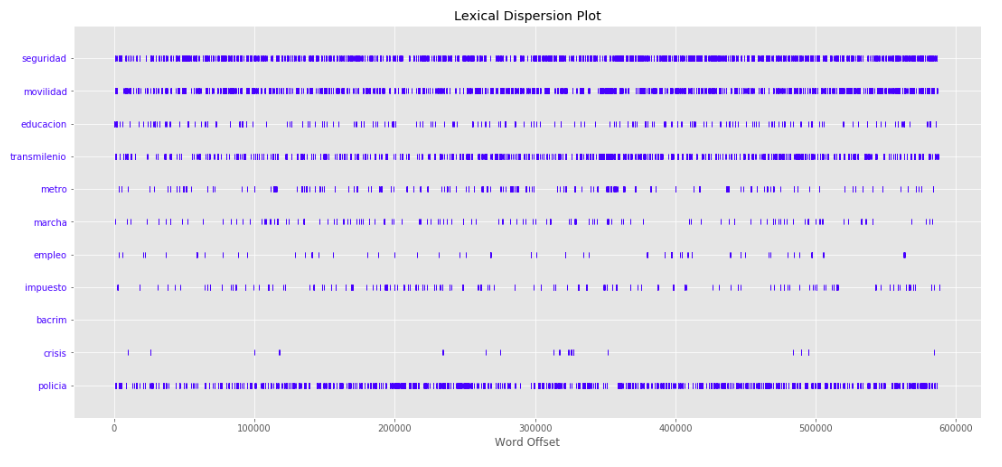 Lexical Dispersion Plot
seguridad
movilidad
educacion
transmilenio
metro
marcha
empleo
impuesto
bacrim
crisis
policia
0 100000 200000 300000 400000 500000 600000
Word Offset